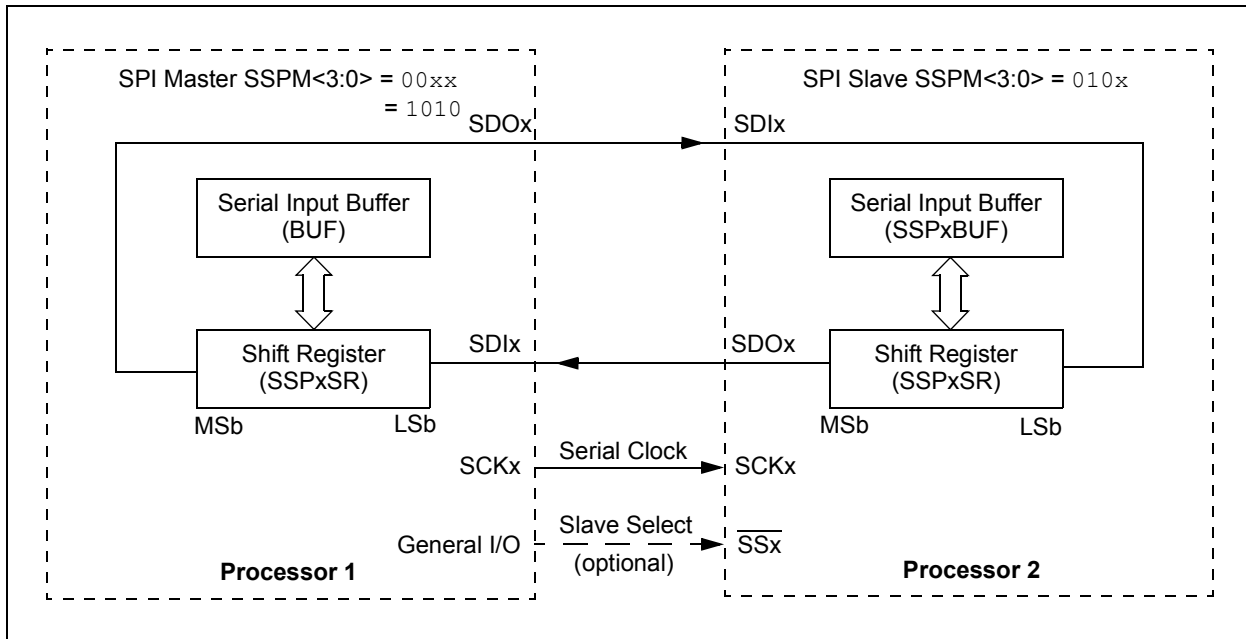 SPI Master SSPM<3:0> = 00xx
= 1010
SDOx
Serial Input Buffer
(BUF)
Shift Register
(SSPxSR)
MSb
LSb
SDIx
SCKx
General I/O
Processor 1
Serial Clock
Slave Select
(optional)
SPI Slave SSPM<3:0> = 010x
SDIx
Serial Input Buffer
(SSPxBUF)
SDOx
Shift Register
(SSPxSR)
MSb
LSb
SCKx
S̅S̅x̅
Processor 2